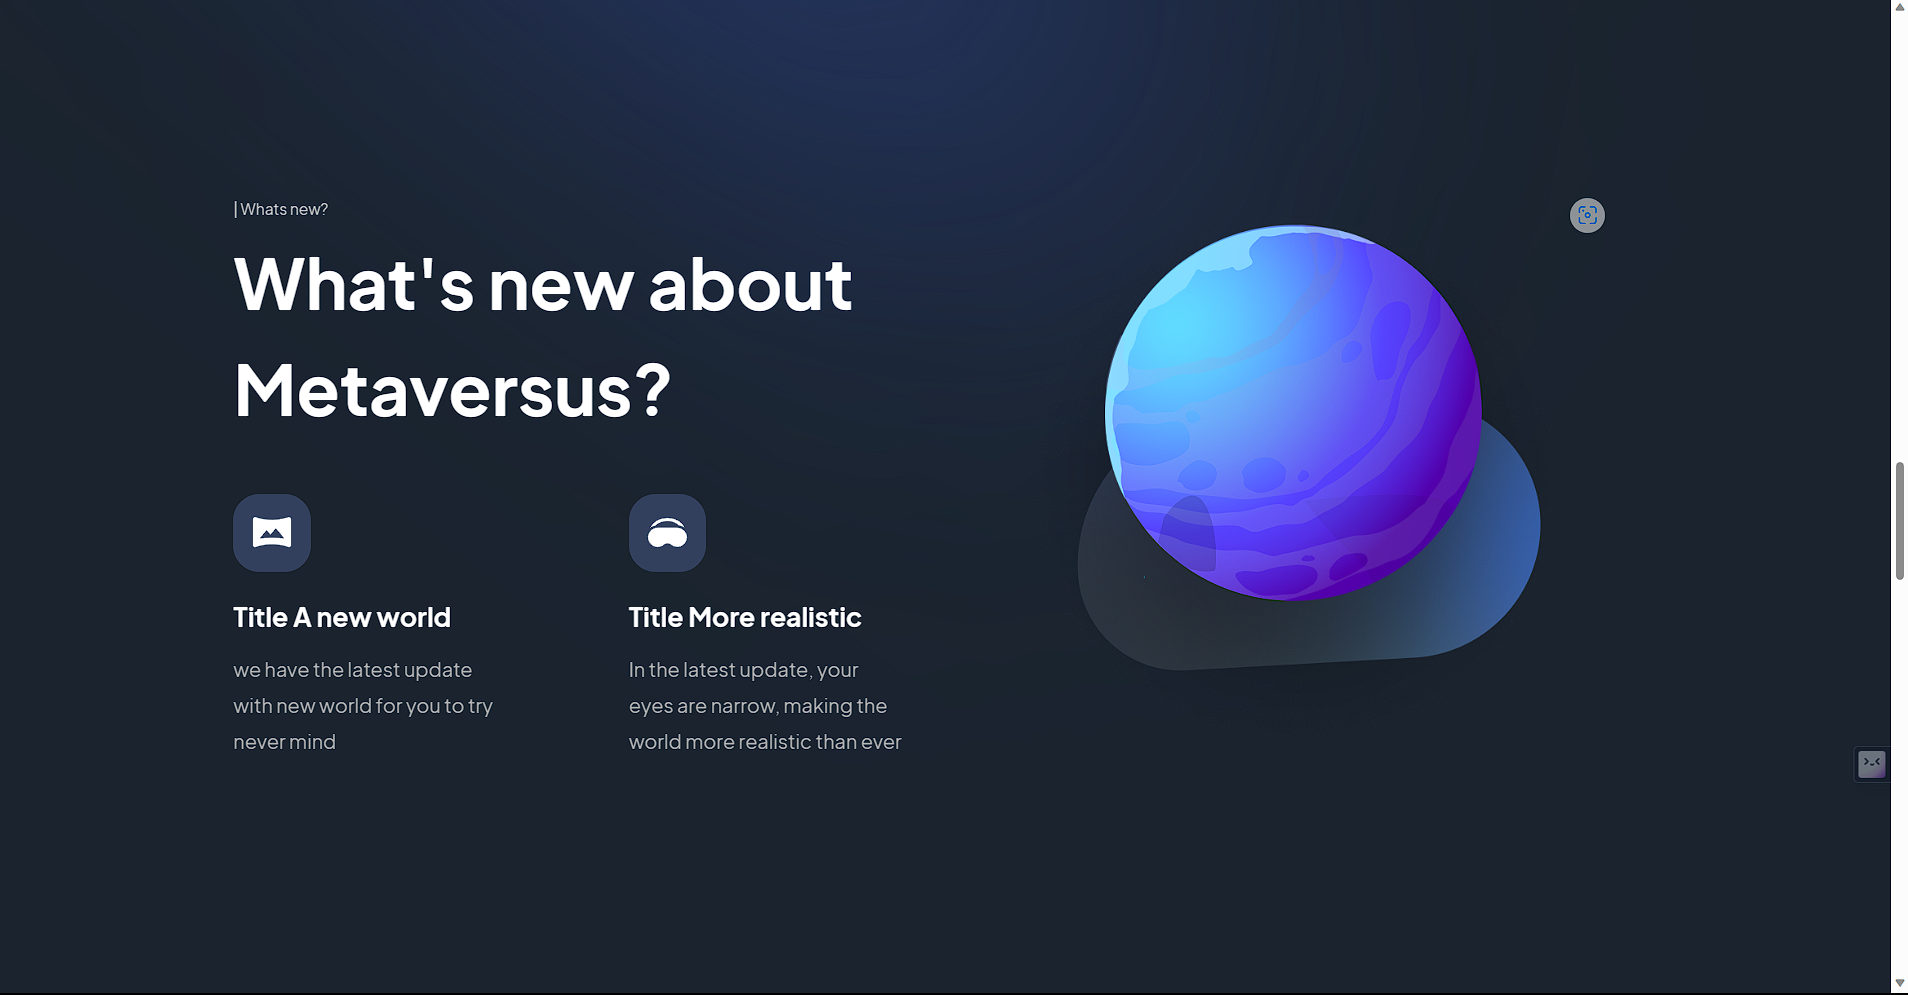 | Whats new?
What's new about
Metaversus?
Title A new world
we have the latest update
with new world for you to try
never mind
Title More realistic
In the latest update, your
eyes are narrow, making the
world more realistic than ever